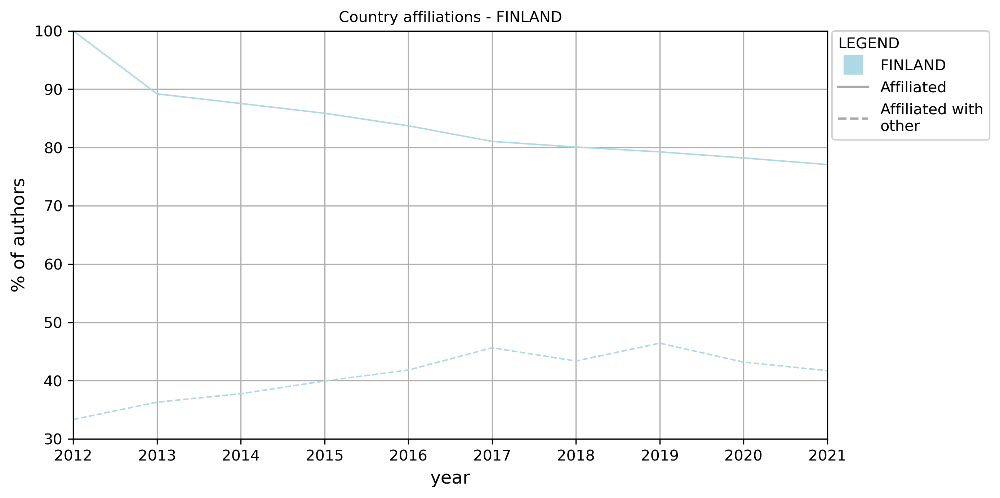 Country affiliations - FINLAND
100
90
80
70
60
50
40
30
% of authors
2012 2013 2014 2015 2016 2017 2018 2019 2020 2021
year
LEGEND
FINLAND
Affiliated
Affiliated with
other